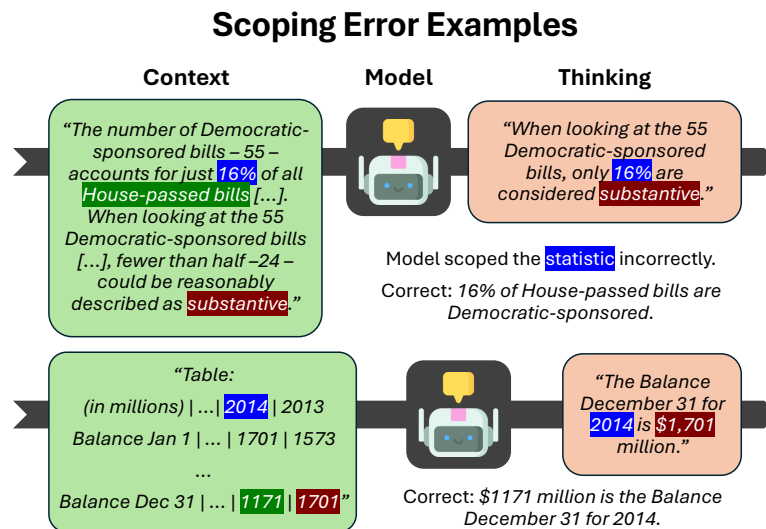 Scoping Error Examples
Context
Model
Thinking
“The number of Democratic-
sponsored bills – 55 –
accounts for just 16% of all
House-passed bills [...].
When looking at the 55
Democratic-sponsored bills
[...], fewer than half –24 –
could be reasonably
described as substantive.”
“When looking at the 55
Democratic-sponsored
bills, only 16% are
considered substantive.”
Model scoped the statistic incorrectly.
Correct: 16% of House-passed bills are
Democratic-sponsored.
“Table:
(in millions) | ...| 2014 | 2013
Balance Jan 1 | ... | 1701 | 1573
...
Balance Dec 31 | ... | 1171 | 1701”
“The Balance
December 31 for
2014 is $1,701
million.”
Correct: $1171 million is the Balance
December 31 for 2014.